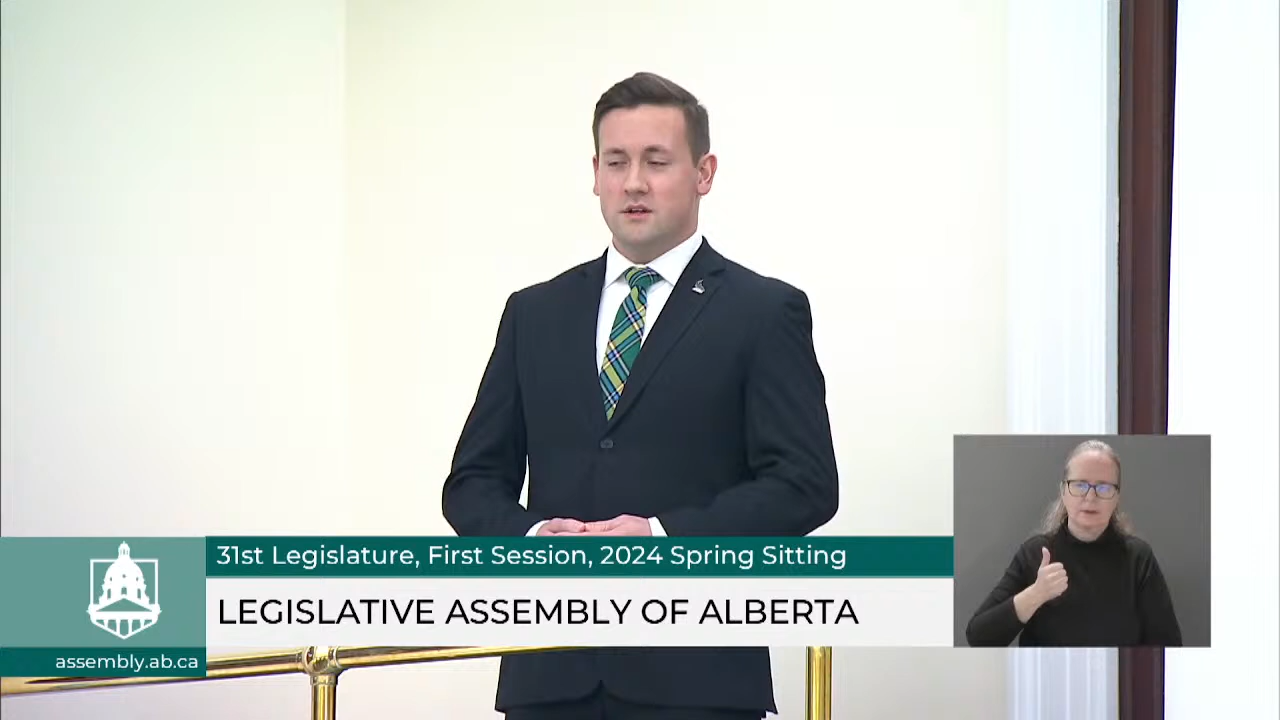 31st Legislature, First Session, 2024 Spring Sitting
LEGISLATIVE ASSEMBLY OF ALBERTA
assembly.ab.ca